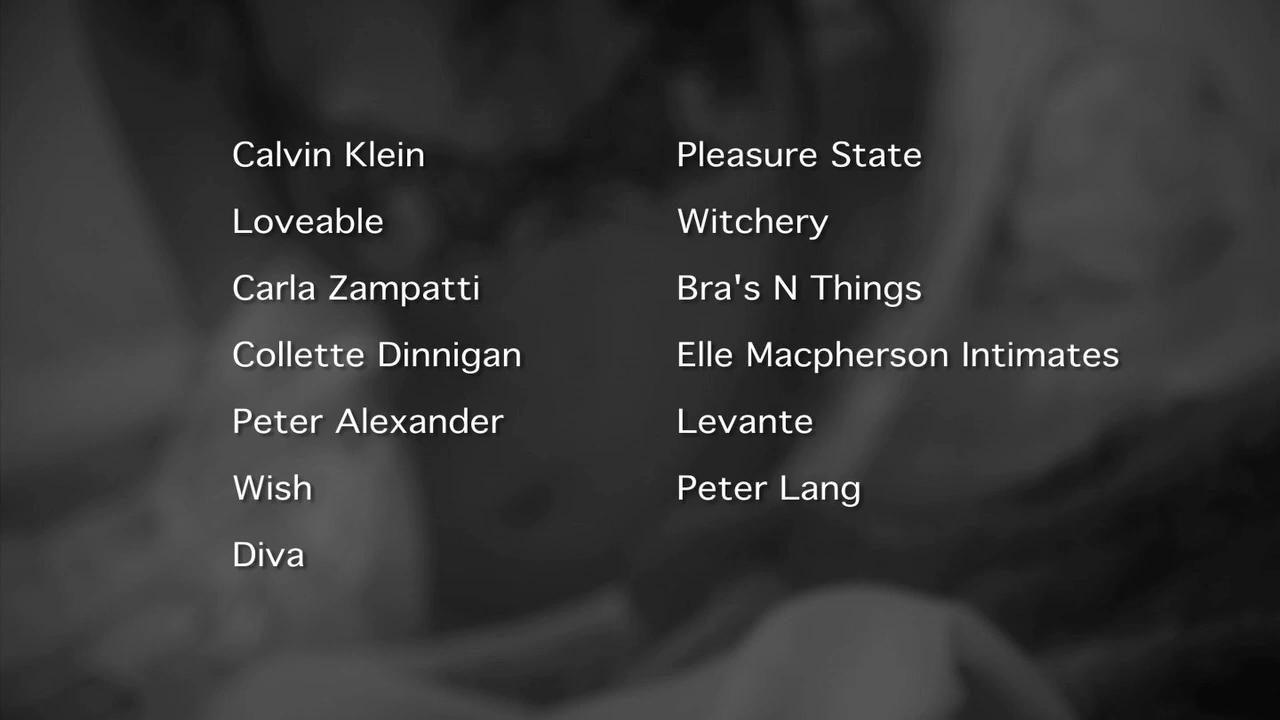 Calvin Klein
Loveable
Carla Zampatti
Collette Dinnigan
Peter Alexander
Wish
Diva
Pleasure State
Witchery
Bra's N Things
Elle Macpherson Intimates
Levante
Peter Lang